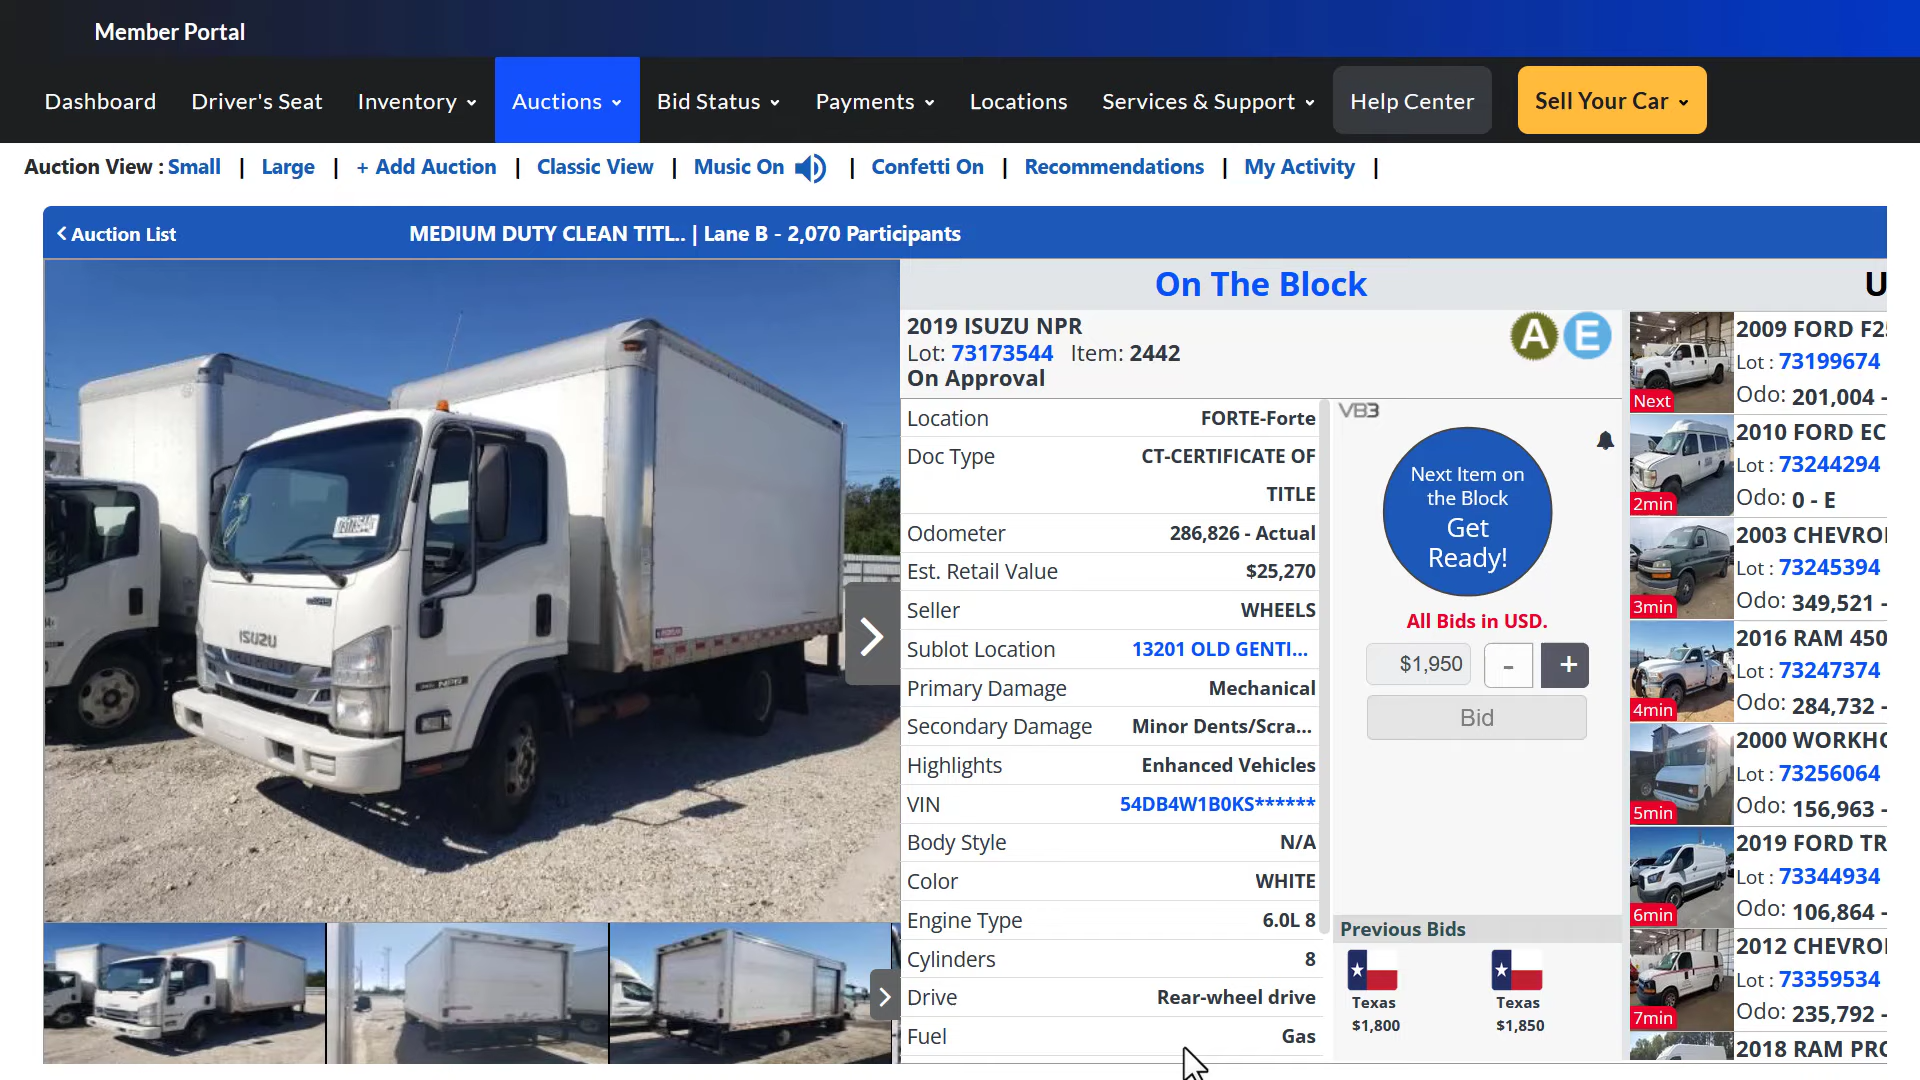 Member Portal
Dashboard Driver's Seat Inventory Auctions Bid Status Payments Locations Services & Support Help Center Sell Your Car
Auction View : Small | Large | + Add Auction | Classic View | Music On | Confetti On | Recommendations | My Activity |
Auction List MEDIUM DUTY CLEAN TITL.. | Lane B - 2,070 Participants
On The Block
U
2019 ISUZU NPR
Lot: 73173544 Item: 2442
On Approval
A E
Location FORTE-Forte
Doc Type CT-CERTIFICATE OF
TITLE
Odometer 286,826 - Actual
Est. Retail Value $25,270
Seller WHEELS
Sublot Location 13201 OLD GENTI...
Primary Damage Mechanical
Secondary Damage Minor Dents/Scra...
Highlights Enhanced Vehicles
VIN 54DB4W1B0KS******
Body Style N/A
Color WHITE
Engine Type 6.0L 8
Cylinders 8
Drive Rear-wheel drive
Fuel Gas
VB3
Next Item on
the Block
Get
Ready!
All Bids in USD.
$1,950 - +
Bid
Previous Bids
Texas Texas
$1,800 $1,850
2009 FORD F25
Lot : 73199674
Odo: 201,004 -
Next
2010 FORD EC
Lot : 73244294
Odo: 0 - E
2min
2003 CHEVROL
Lot : 73245394
Odo: 349,521 -
3min
2016 RAM 450
Lot : 73247374
Odo: 284,732 -
4min
2000 WORKHO
Lot : 73256064
Odo: 156,963 -
5min
2019 FORD TR
Lot : 73344934
Odo: 106,864 -
6min
2012 CHEVROL
Lot : 73359534
Odo: 235,792 -
7min
2018 RAM PRO
ISUZU
NPR